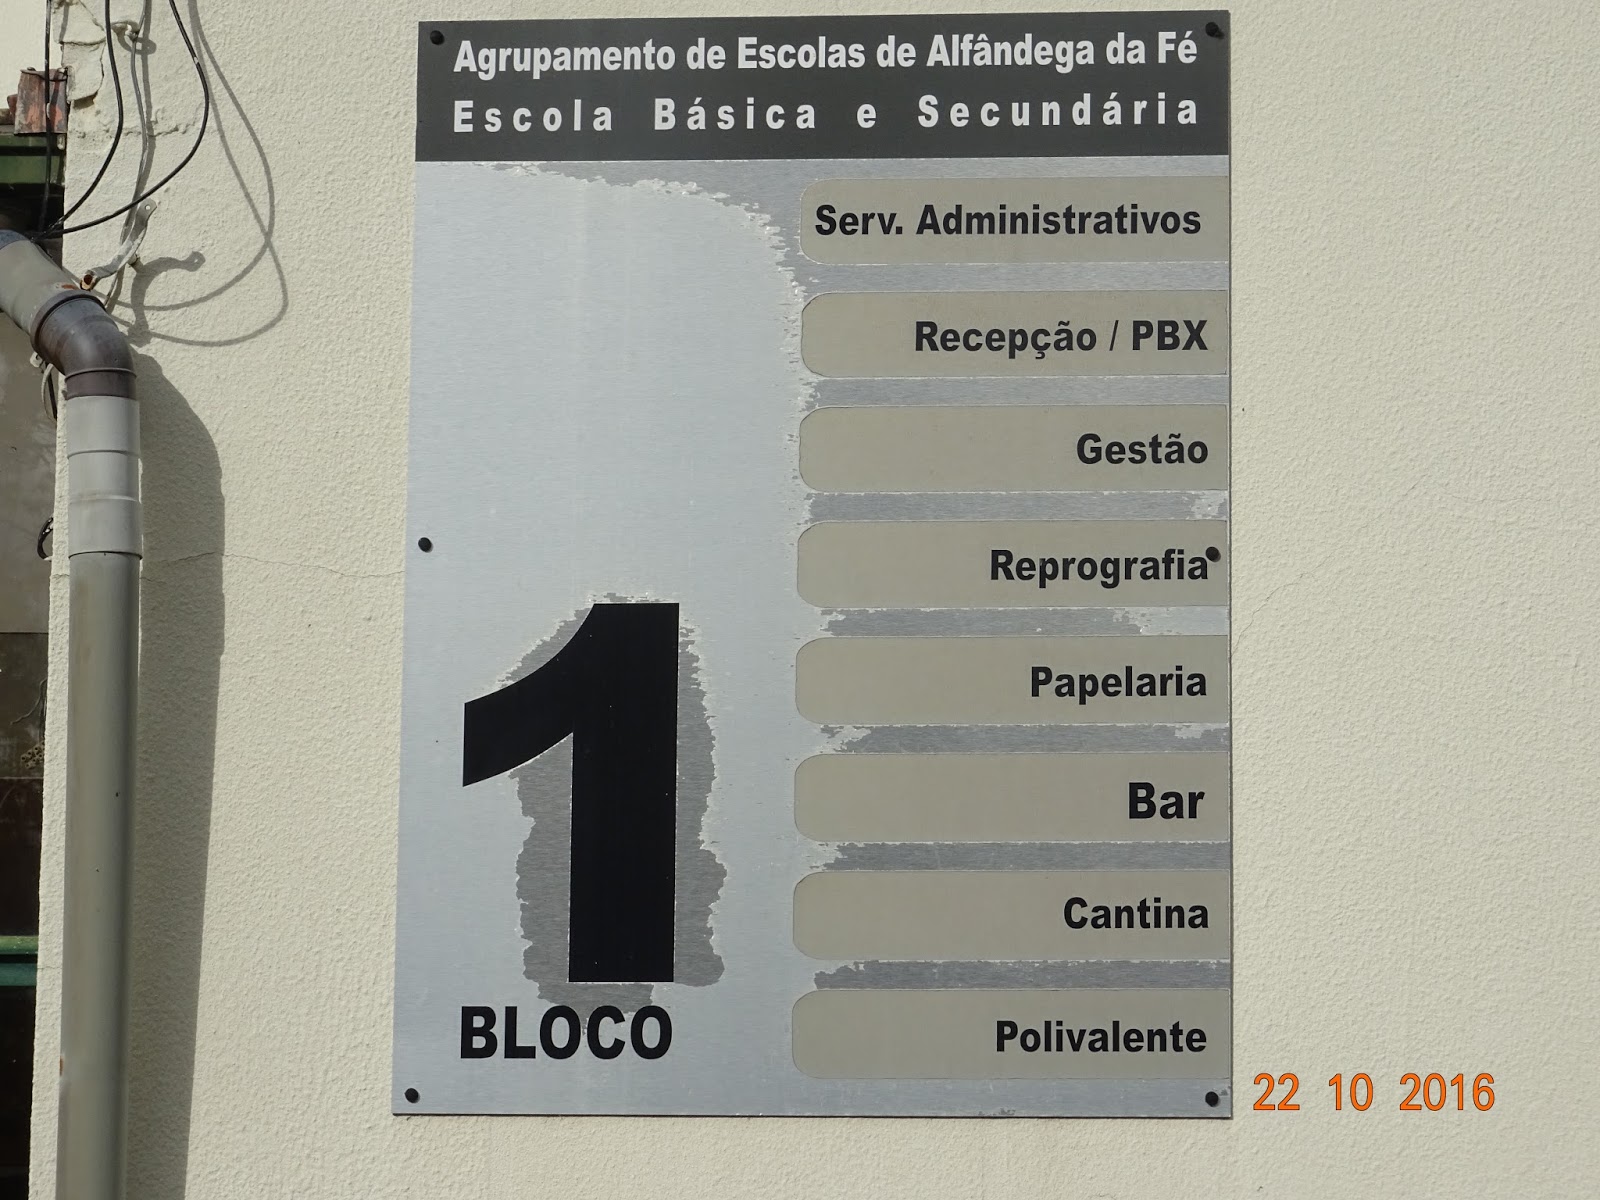 Agrupamento de Escolas de Alfândega da Fé
Escola Básica e Secundária
Serv. Administrativos
Recepção / PBX
Gestão
Reprografia
Papelaria
Bar
Cantina
Polivalente
1
BLOCO
22 10 2016